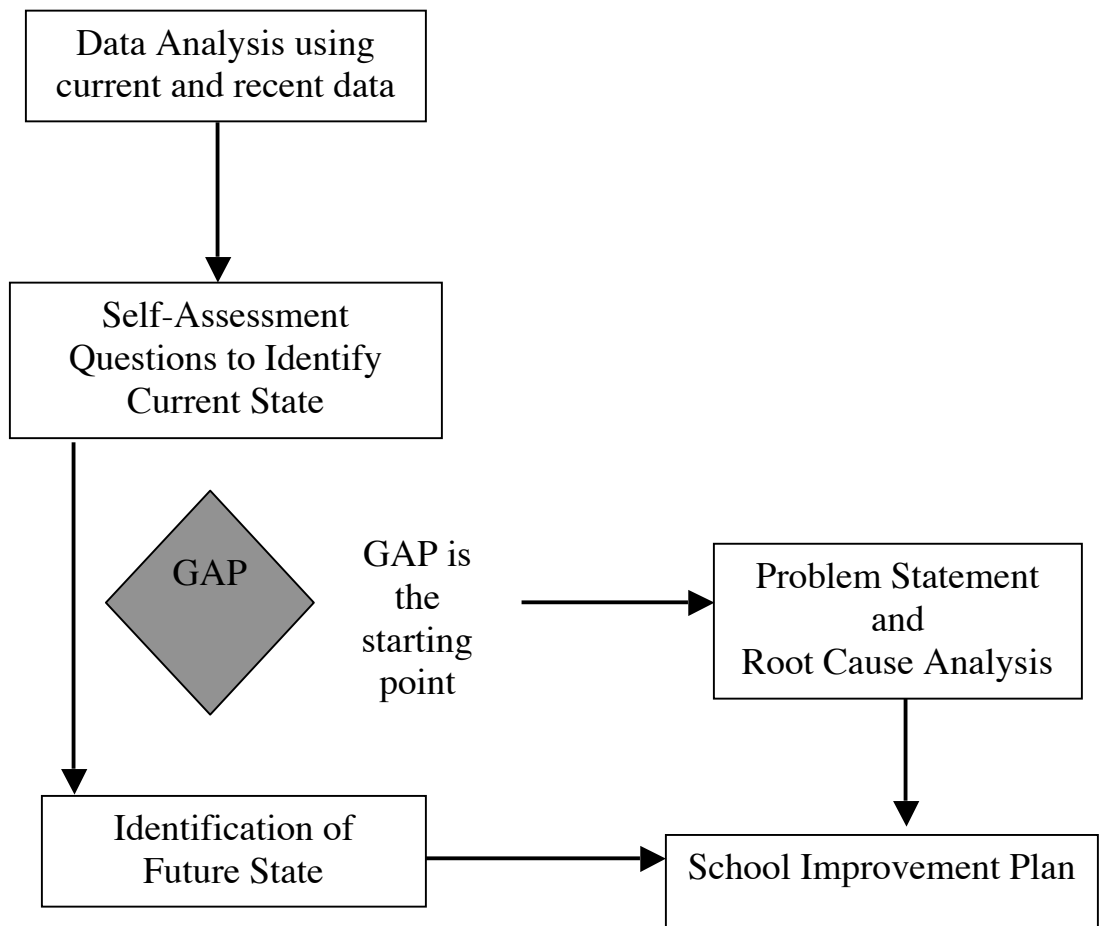 Data Analysis using
current and recent data
Self-Assessment
Questions to Identify
Current State
GAP
GAP is
the
starting
point
Problem Statement
and
Root Cause Analysis
Identification of
Future State
School Improvement Plan